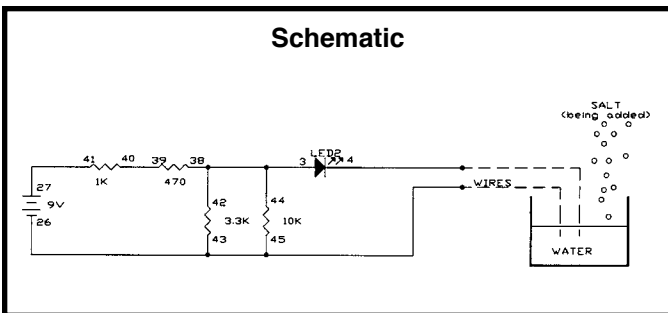 Schematic
SALT
(being added)
LED2
41 40 39 38 3 4
1K 470
WIRES
27
9V
26
42 44
3.3K 10K
43 45
WATER